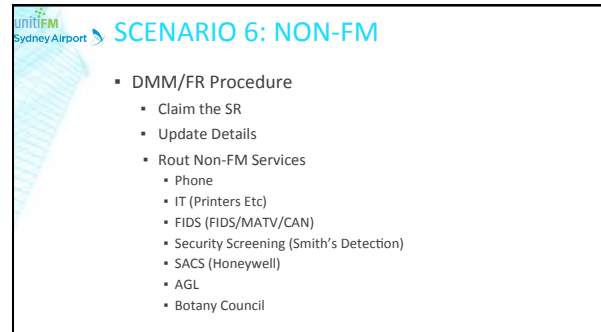 unitiFM
Sydney Airport
SCENARIO 6: NON-FM
▪ DMM/FR Procedure
▪ Claim the SR
▪ Update Details
▪ Rout Non-FM Services
▪ Phone
▪ IT (Printers Etc)
▪ FIDS (FIDS/MATV/CAN)
▪ Security Screening (Smith's Detection)
▪ SACS (Honeywell)
▪ AGL
▪ Botany Council